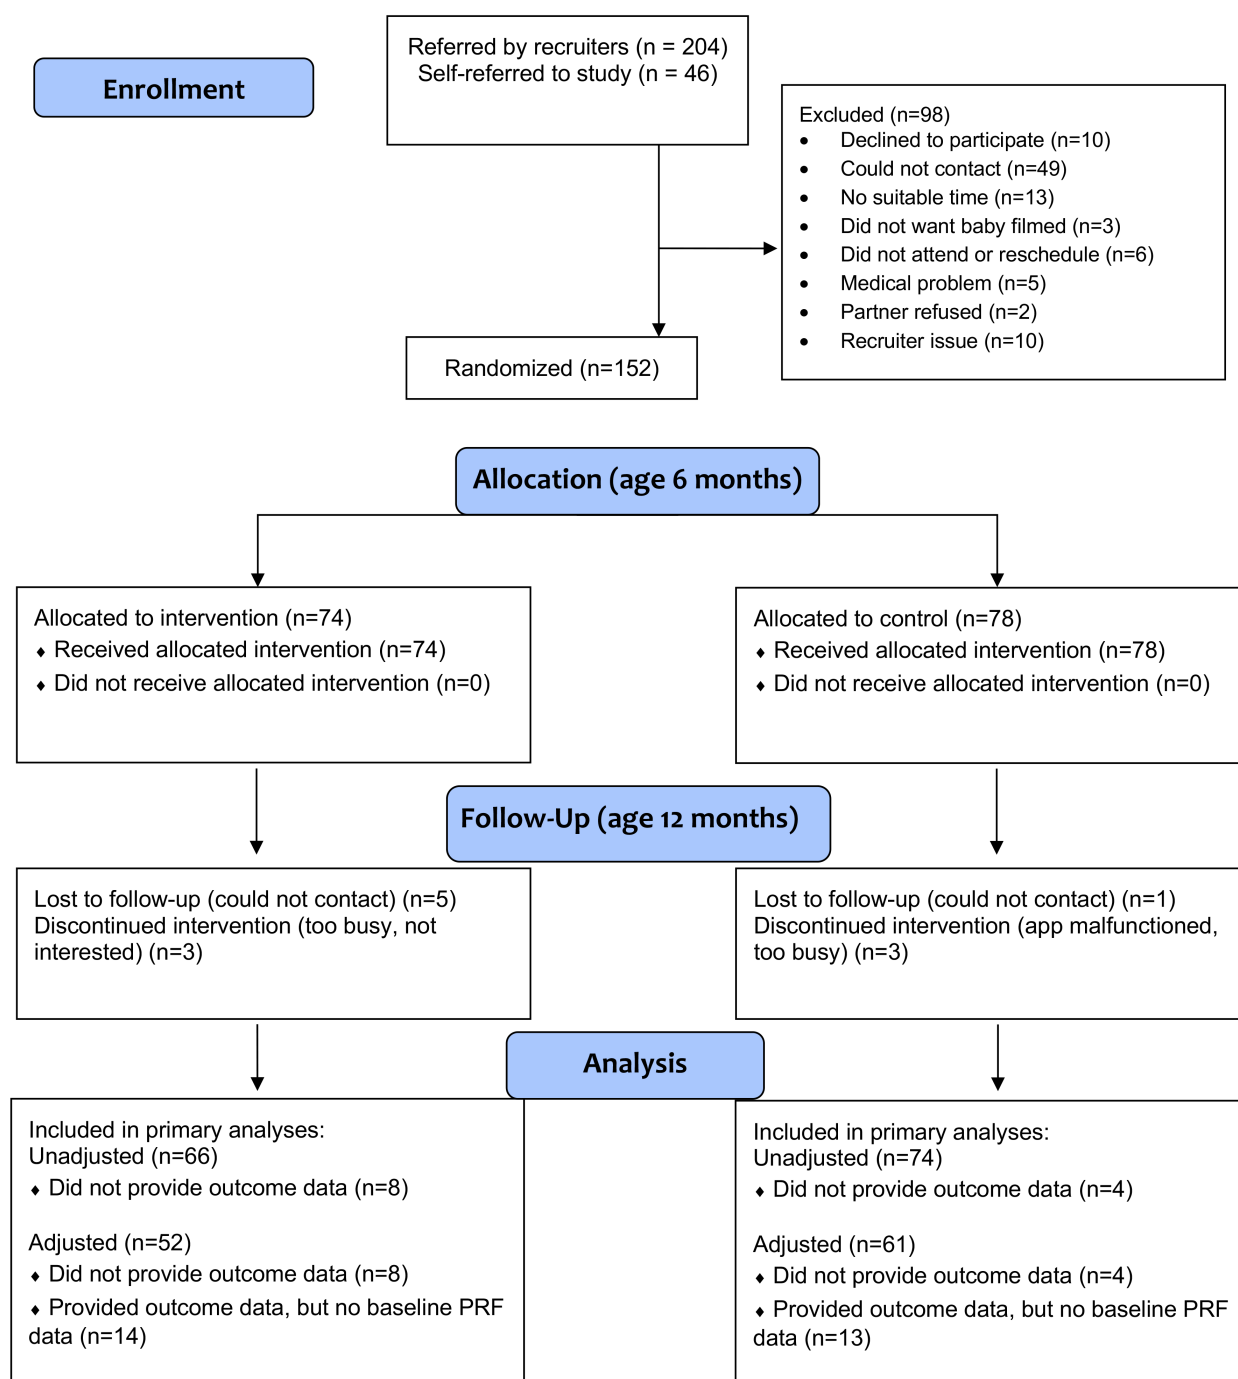 Referred by recruiters (n = 204)
Self-referred to study (n = 46)
Enrollment
Excluded (n=98)
• Declined to participate (n=10)
• Could not contact (n=49)
• No suitable time (n=13)
• Did not want baby filmed (n=3)
• Did not attend or reschedule (n=6)
• Medical problem (n=5)
• Partner refused (n=2)
• Recruiter issue (n=10)
Randomized (n=152)
Allocation (age 6 months)
Allocated to intervention (n=74)
♦ Received allocated intervention (n=74)
♦ Did not receive allocated intervention (n=0)
Allocated to control (n=78)
♦ Received allocated intervention (n=78)
♦ Did not receive allocated intervention (n=0)
Follow-Up (age 12 months)
Lost to follow-up (could not contact) (n=5)
Discontinued intervention (too busy, not
interested) (n=3)
Lost to follow-up (could not contact) (n=1)
Discontinued intervention (app malfunctioned,
too busy) (n=3)
Analysis
Included in primary analyses:
Unadjusted (n=66)
♦ Did not provide outcome data (n=8)
Adjusted (n=52)
♦ Did not provide outcome data (n=8)
♦ Provided outcome data, but no baseline PRF
data (n=14)
Included in primary analyses:
Unadjusted (n=74)
♦ Did not provide outcome data (n=4)
Adjusted (n=61)
♦ Did not provide outcome data (n=4)
♦ Provided outcome data, but no baseline PRF
data (n=13)